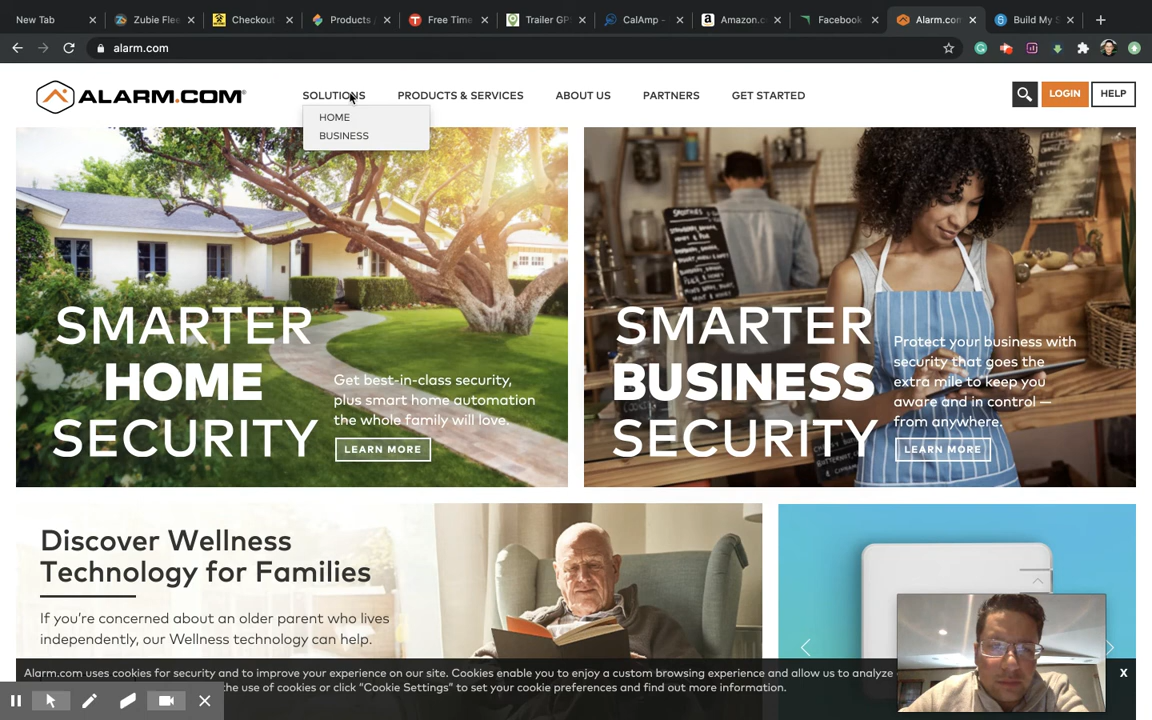 New Tab
Zubie Flee
Checkout
Products /
Free Time
Trailer GP
CalAmp -
Amazon.c
Facebook
Alarm.com
Build My S
alarm.com
ALARM.COM®
SOLUTIONS
PRODUCTS & SERVICES
ABOUT US
PARTNERS
GET STARTED
LOGIN
HELP
HOME
BUSINESS
SMARTER
HOME
SECURITY
Get best-in-class security,
plus smart home automation
the whole family will love.
LEARN MORE
SMARTER
BUSINESS
SECURITY
Protect your business with
security that goes the
extra mile to keep you
aware and in control —
from anywhere.
LEARN MORE
Discover Wellness
Technology for Families
If you're concerned about an older parent who lives
independently, our Wellness technology can help.
Alarm.com uses cookies for security and to improve your experience on our site. Cookies enable you to enjoy a custom browsing experience and allow us to analyze
the use of cookies or click "Cookie Settings" to set your cookie preferences and find out more information.
X